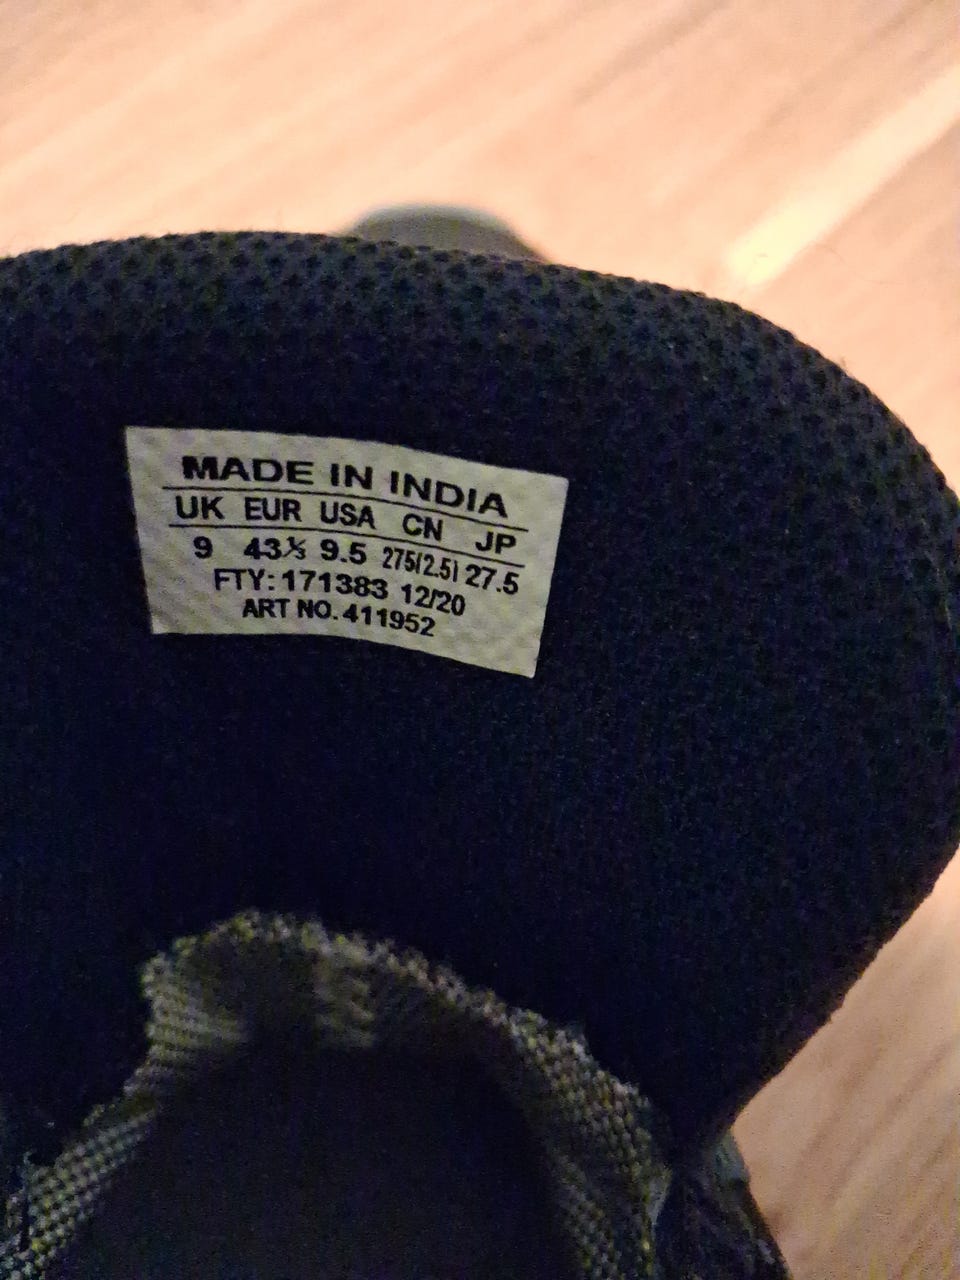 MADE IN INDIA
UK EUR USA CN JP
9 43⅓ 9.5 275(2.5) 27.5
FTY: 171383 12/20
ART NO. 411952